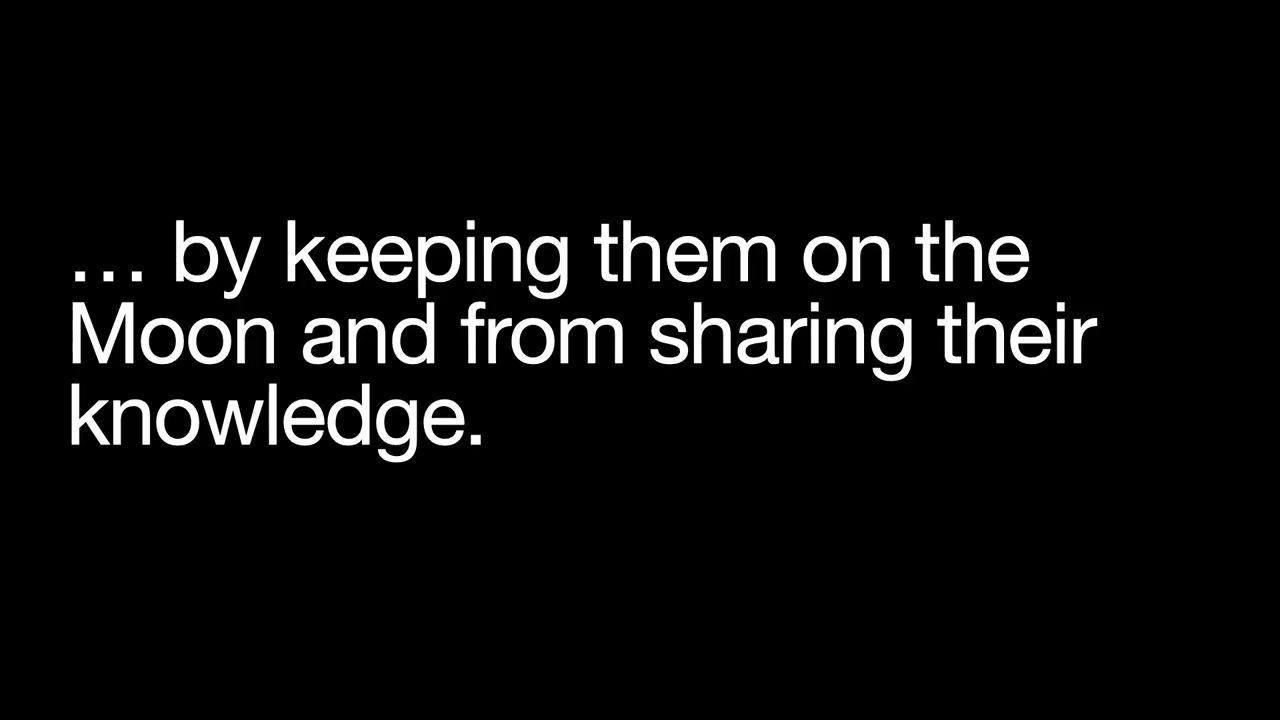 … by keeping them on the
Moon and from sharing their
knowledge.